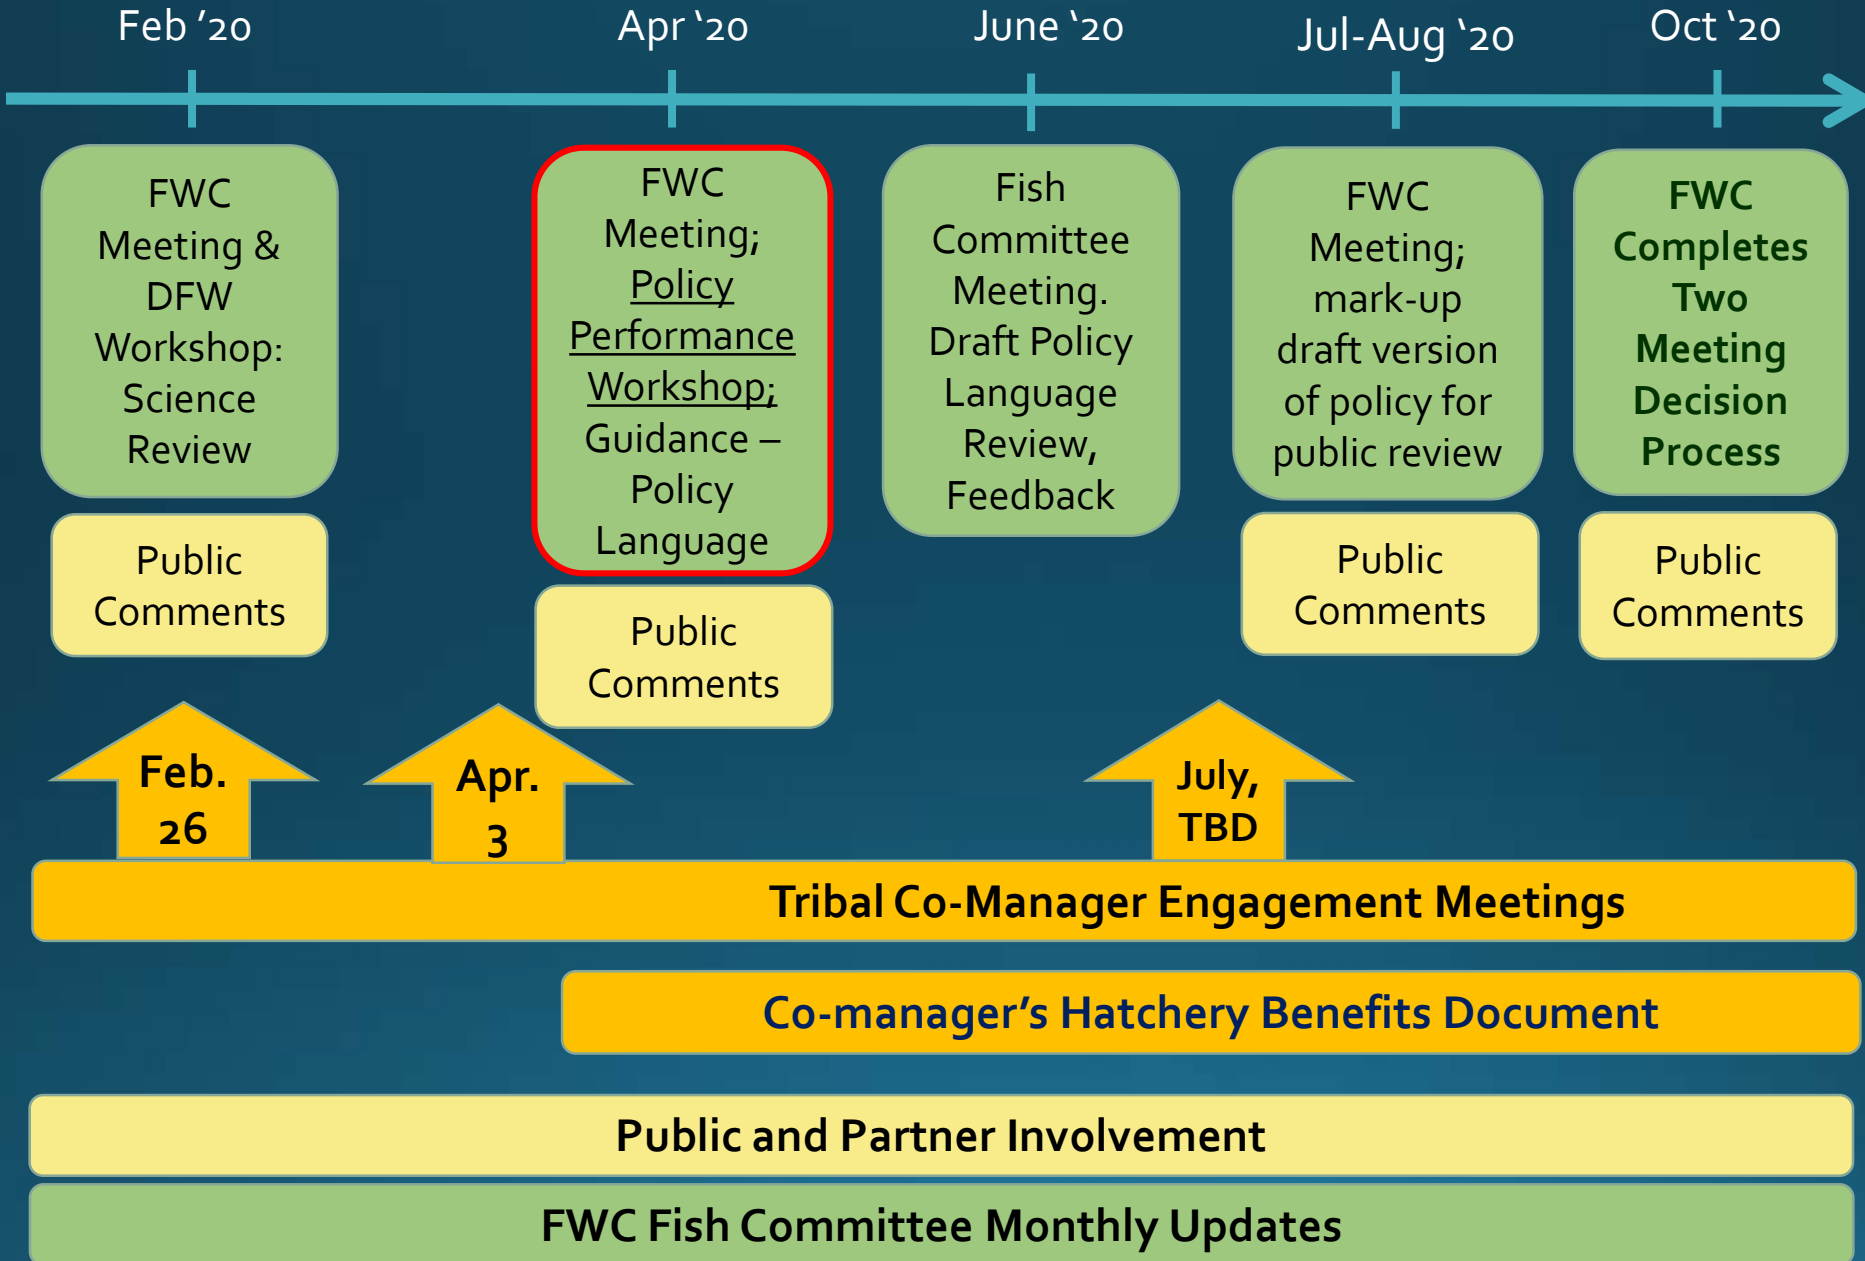 Feb ’20
Apr ‘20
June ‘20
Jul-Aug ‘20
Oct ‘20
FWC
Meeting &
DFW
Workshop:
Science
Review
Public
Comments
FWC
Meeting;
Policy
Performance
Workshop;
Guidance –
Policy
Language
Public
Comments
Fish
Committee
Meeting.
Draft Policy
Language
Review,
Feedback
FWC
Meeting;
mark-up
draft version
of policy for
public review
Public
Comments
FWC
Completes
Two
Meeting
Decision
Process
Public
Comments
Feb.
26
Apr.
3
July,
TBD
Tribal Co-Manager Engagement Meetings
Co-manager’s Hatchery Benefits Document
Public and Partner Involvement
FWC Fish Committee Monthly Updates